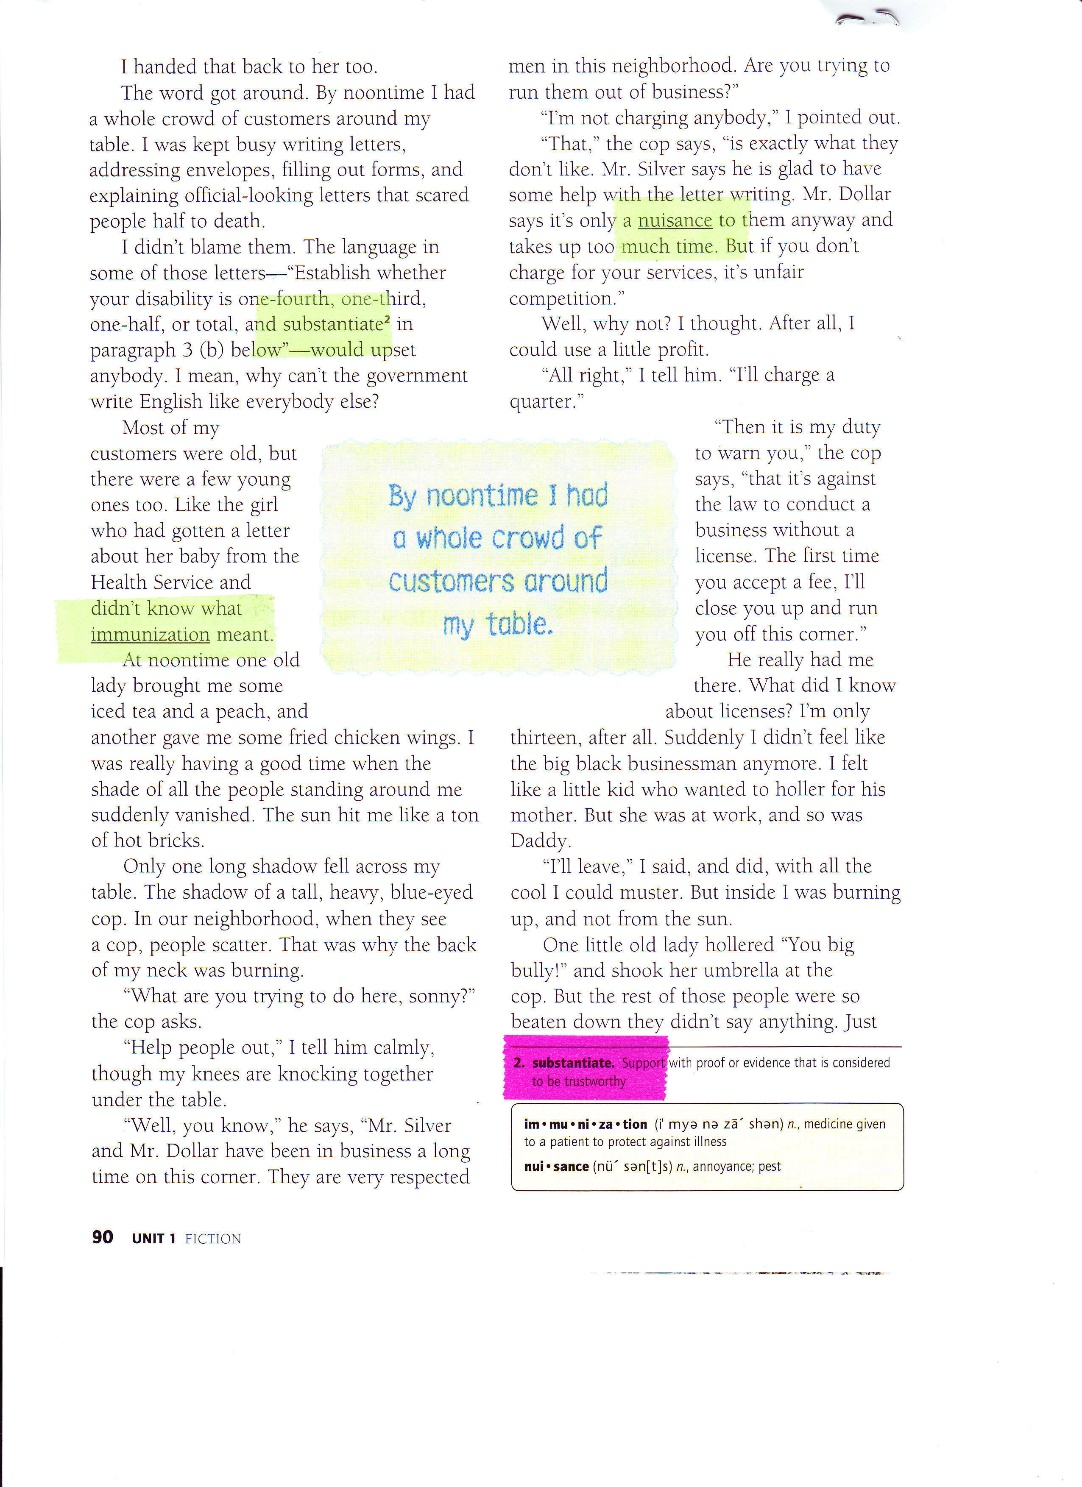 I handed that back to her too.
The word got around. By noontime I had
a whole crowd of customers around my
table. I was kept busy writing letters,
addressing envelopes, filling out forms, and
explaining official-looking letters that scared
people half to death.
I didn't blame them. The language in
some of those letters—“Establish whether
your disability is one-fourth, one-third,
one-half, or total, and substantiate² in
paragraph 3 (b) below”—would upset
anybody. I mean, why can't the government
write English like everybody else?
Most of my
customers were old, but
there were a few young
ones too. Like the girl
who had gotten a letter
about her baby from the
Health Service and
didn't know what
immunization meant.
At noontime one old
lady brought me some
iced tea and a peach, and
another gave me some fried chicken wings. I
was really having a good time when the
shade of all the people standing around me
suddenly vanished. The sun hit me like a ton
of hot bricks.
Only one long shadow fell across my
table. The shadow of a tall, heavy, blue-eyed
cop. In our neighborhood, when they see
a cop, people scatter. That was why the back
of my neck was burning.
“What are you trying to do here, sonny?”
the cop asks.
“Help people out,” I tell him calmly,
though my knees are knocking together
under the table.
“Well, you know,” he says, “Mr. Silver
and Mr. Dollar have been in business a long
time on this corner. They are very respected
By noontime I had
a whole crowd of
customers around
my table.
men in this neighborhood. Are you trying to
run them out of business?”
“I'm not charging anybody,” I pointed out.
“That,” the cop says, “is exactly what they
don't like. Mr. Silver says he is glad to have
some help with the letter writing. Mr. Dollar
says it's only a nuisance to them anyway and
takes up too much time. But if you don't
charge for your services, it's unfair
competition.”
Well, why not? I thought. After all, I
could use a little profit.
“All right,” I tell him. “I'll charge a
quarter.”
“Then it is my duty
to warn you,” the cop
says, “that it's against
the law to conduct a
business without a
license. The first time
you accept a fee, I'll
close you up and run
you off this corner.”
He really had me
there. What did I know
about licenses? I'm only
thirteen, after all. Suddenly I didn't feel like
the big black businessman anymore. I felt
like a little kid who wanted to holler for his
mother. But she was at work, and so was
Daddy.
“I'll leave,” I said, and did, with all the
cool I could muster. But inside I was burning
up, and not from the sun.
One little old lady hollered “You big
bully!” and shook her umbrella at the
cop. But the rest of those people were so
beaten down they didn't say anything. Just
2. substantiate. Support with proof or evidence that is considered
to be trustworthy
im•mu•ni•za•tion (i' myə nə zā´ shən) n., medicine given
to a patient to protect against illness
nui•sance (nü´ sən[t]s) n., annoyance; pest
90 UNIT 1 FICTION